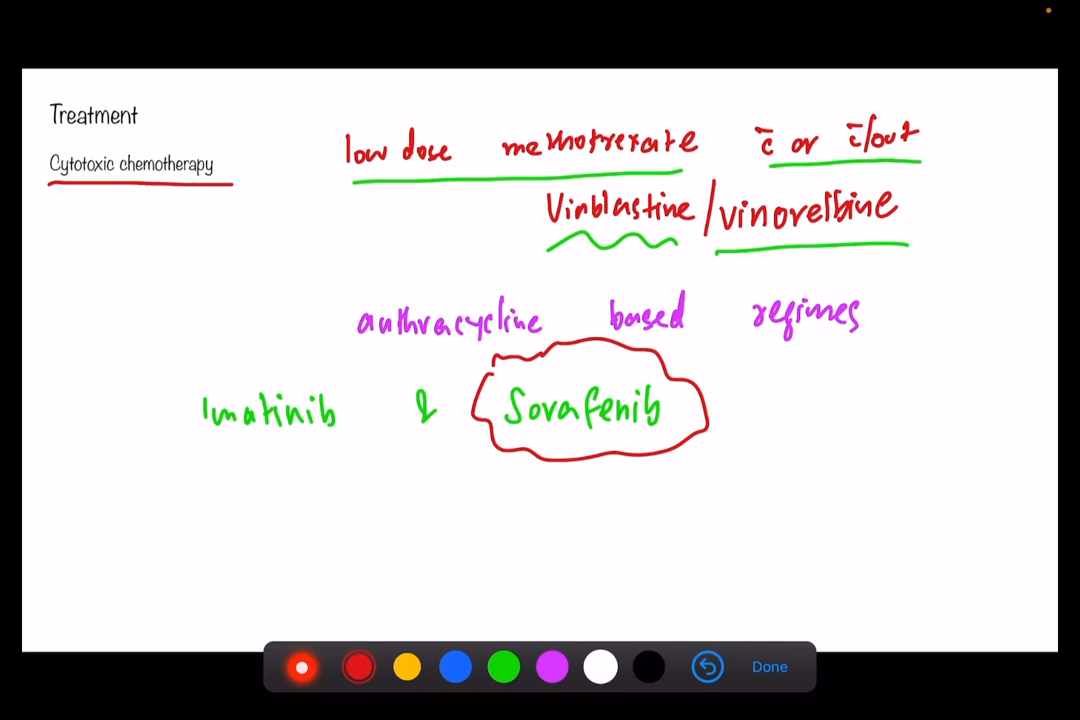 Treatment
Cytotoxic chemotherapy
low dose methotrexate c̄ or c̄/out
Vinblastine/vinorelbine
anthracycline based regimes
Imatinib & Sorafenib
Done